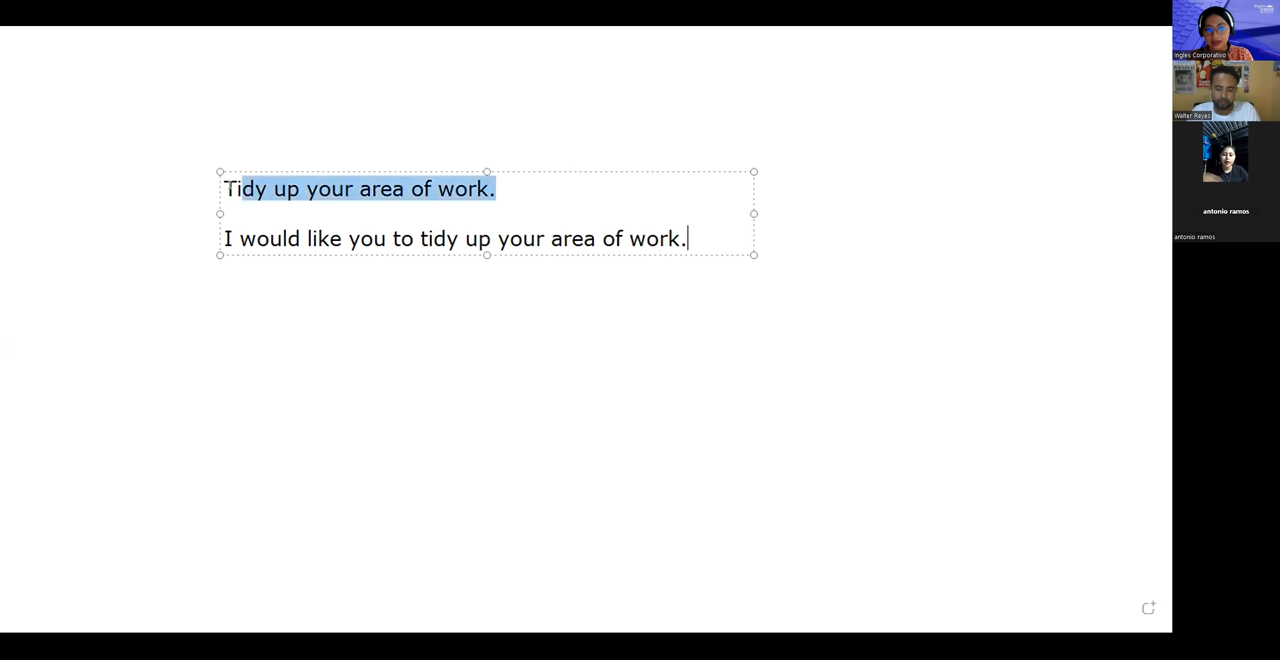 Tidy up your area of work.
I would like you to tidy up your area of work.
Ingles Corporativo
Walter Reyes
antonio ramos
antonio ramos